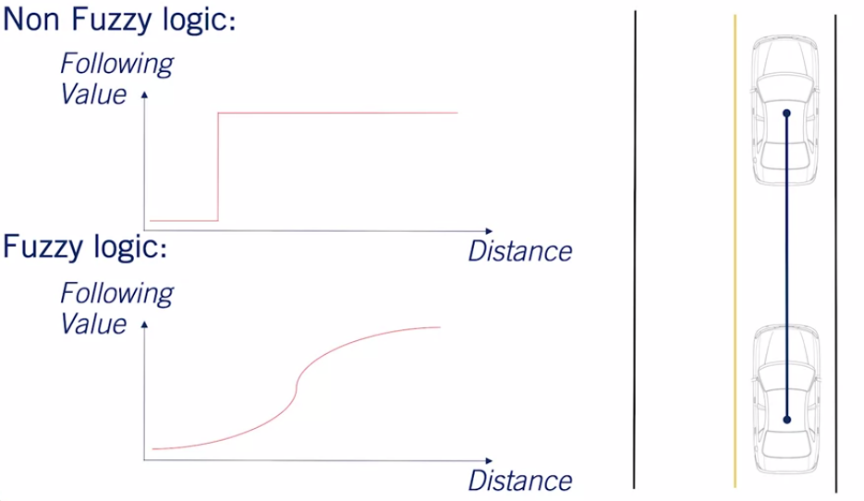 Non Fuzzy logic:
Following
Value
Distance
Fuzzy logic:
Following
Value
Distance